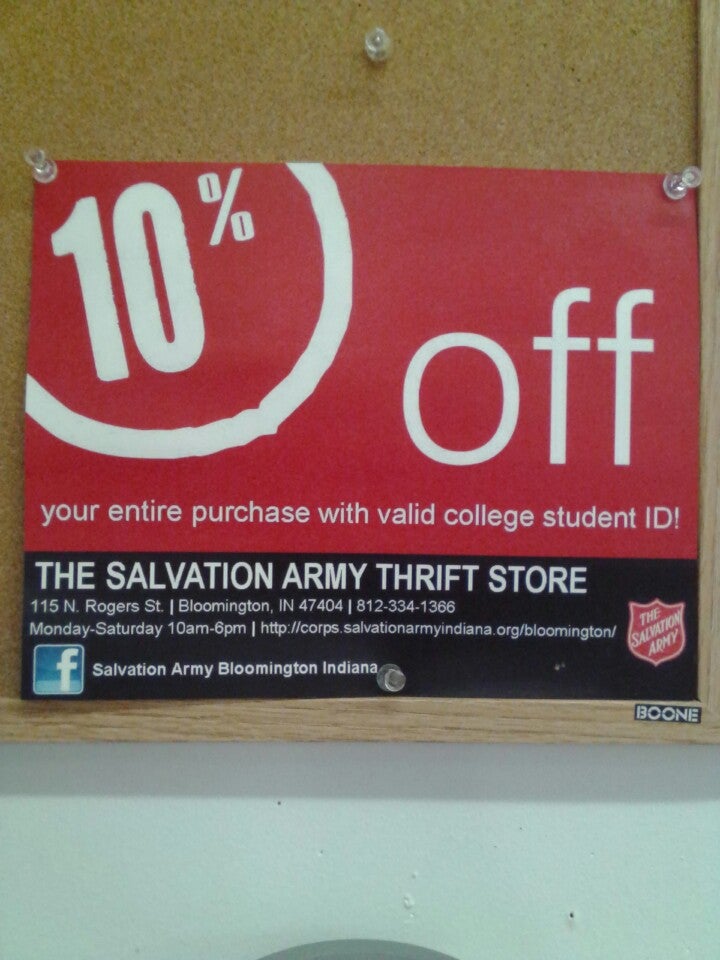 10%
off
your entire purchase with valid college student ID!
THE SALVATION ARMY THRIFT STORE
115 N. Rogers St. | Bloomington, IN 47404 | 812-334-1366
Monday-Saturday 10am-6pm | http://corps.salvationarmyindiana.org/bloomington/
THE
SALVATION
ARMY
f
Salvation Army Bloomington Indiana
BOONE